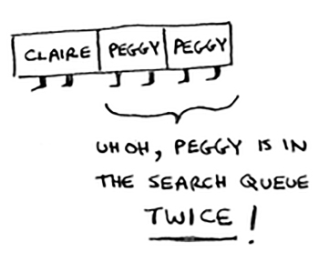 CLAIRE PEGGY PEGGY
UH OH, PEGGY IS IN
THE SEARCH QUEUE
TWICE!